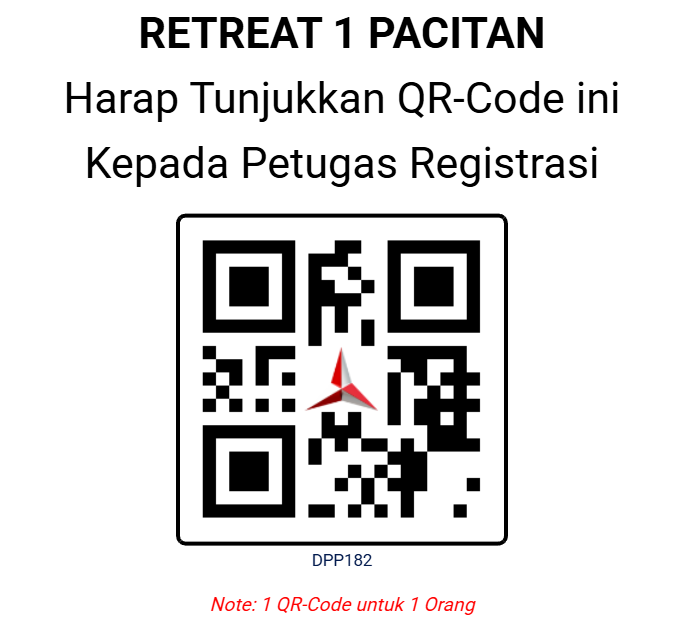 RETREAT 1 PACITAN
Harap Tunjukkan QR-Code ini
Kepada Petugas Registrasi
DPP182
Note: 1 QR-Code untuk 1 Orang